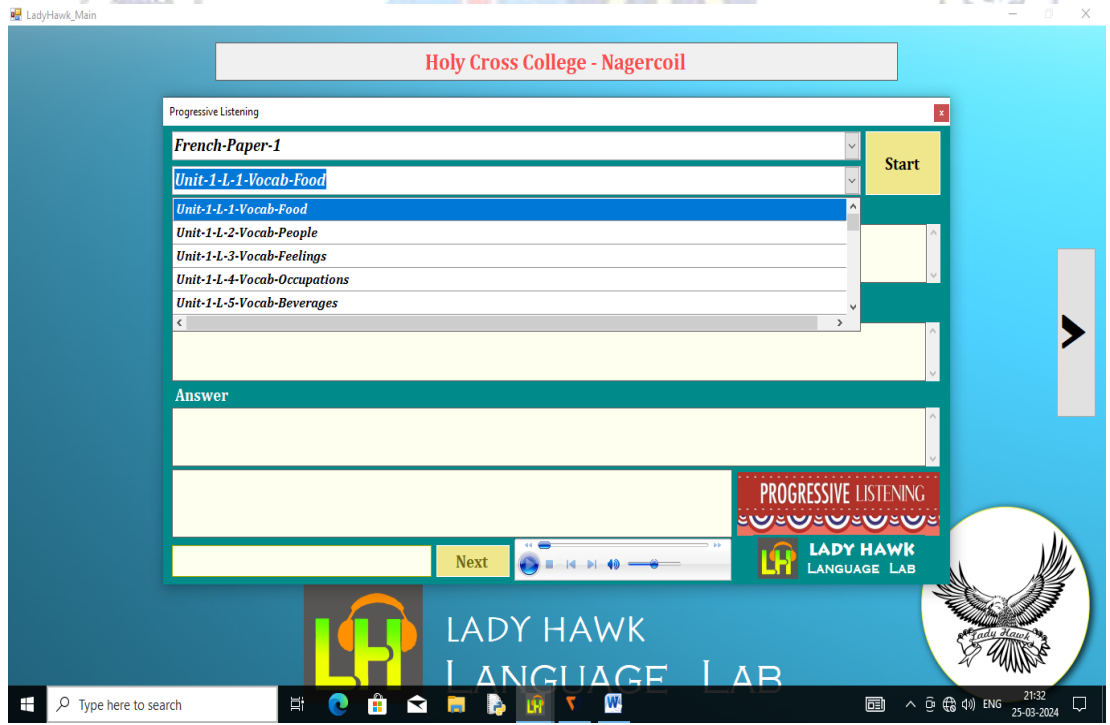 LadyHawk_Main
Holy Cross College - Nagercoil
Progressive Listening
x
French-Paper-1
Start
Unit-1-L-1-Vocab-Food
Unit-1-L-1-Vocab-Food
Unit-1-L-2-Vocab-People
Unit-1-L-3-Vocab-Feelings
Unit-1-L-4-Vocab-Occupations
Unit-1-L-5-Vocab-Beverages
Answer
PROGRESSIVE LISTENING
Next
LH
LADY HAWK
LANGUAGE LAB
Lady Hawk
LH
LADY HAWK
LANGUAGE LAB
Type here to search
LH
W
ENG
21:32
25-03-2024